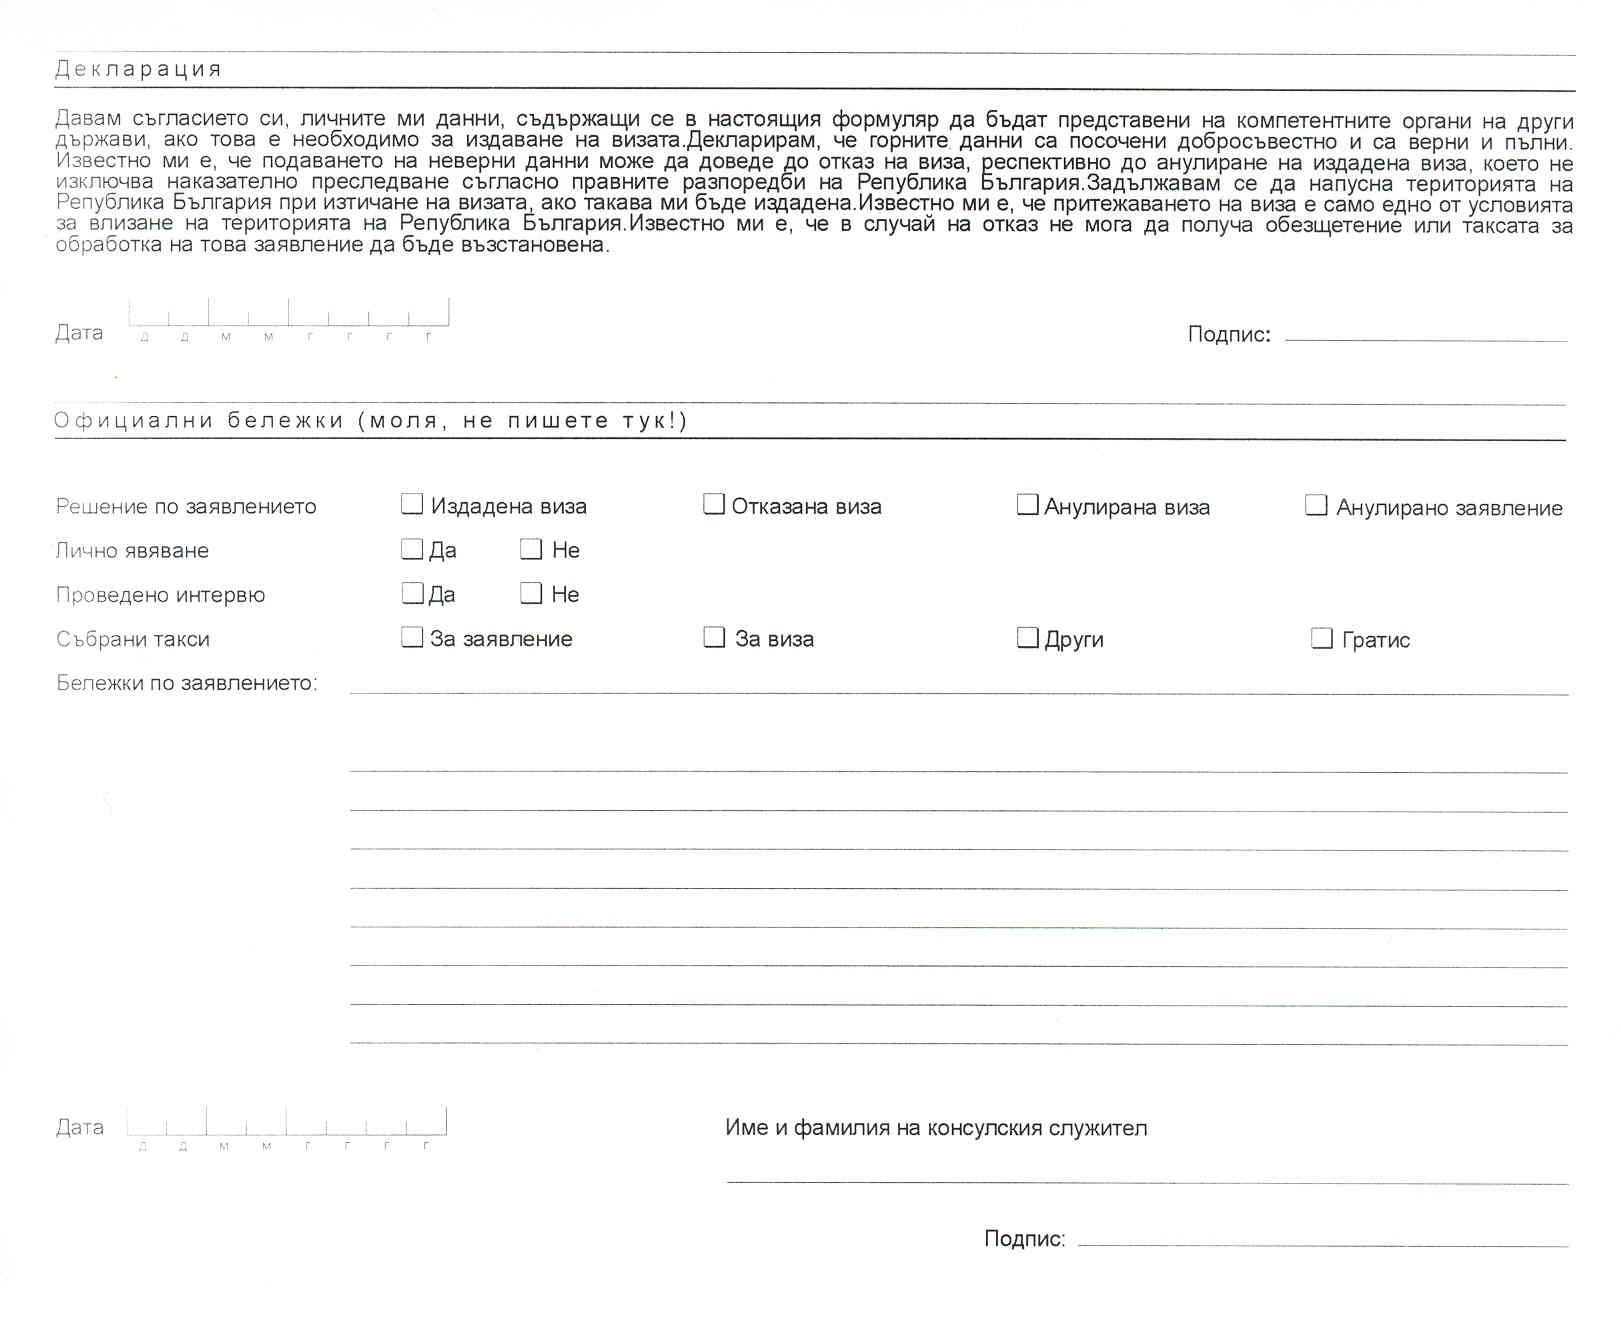 Декларация
Давам съгласието си, личните ми данни, съдържащи се в настоящия формуляр да бъдат представени на компетентните органи на други
държави, ако това е необходимо за издаване на визата.Декларирам, че горните данни са посочени добросъвестно и са верни и пълни.
Известно ми е, че подаването на неверни данни може да доведе до отказ на виза, респективно до анулиране на издадена виза, което не
изключва наказателно преследване съгласно правните разпоредби на Република България.Задължавам се да напусна територията на
Република България при изтичане на визата, ако такава ми бъде издадена.Известно ми е, че притежаването на виза е само едно от условията
за влизане на територията на Република България.Известно ми е, че в случай на отказ не мога да получа обезщетение или таксата за
обработка на това заявление да бъде възстановена.
Дата д д м м г г г г Подпис:
Официални бележки (моля, не пишете тук!)
Решение по заявлението Издадена виза Отказана виза Анулирана виза Анулирано заявление
Лично явяване Да Не
Проведено интервю Да Не
Събрани такси За заявление За виза Други Гратис
Бележки по заявлението:
Дата д д м м г г г г Име и фамилия на консулския служител
Подпис: